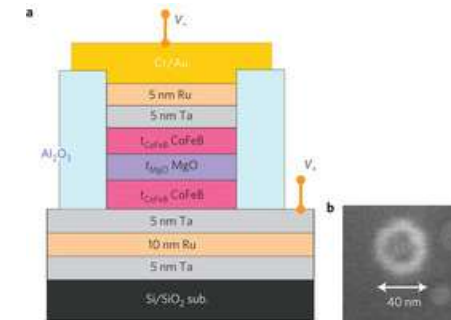 a
V+
Cr/Au
5 nm Ru
5 nm Ta
Al2O3
tCoFeB CoFeB
tMgO MgO
V+
tCoFeB CoFeB
5 nm Ta
10 nm Ru
5 nm Ta
Si/SiO2 sub.
b
40 nm